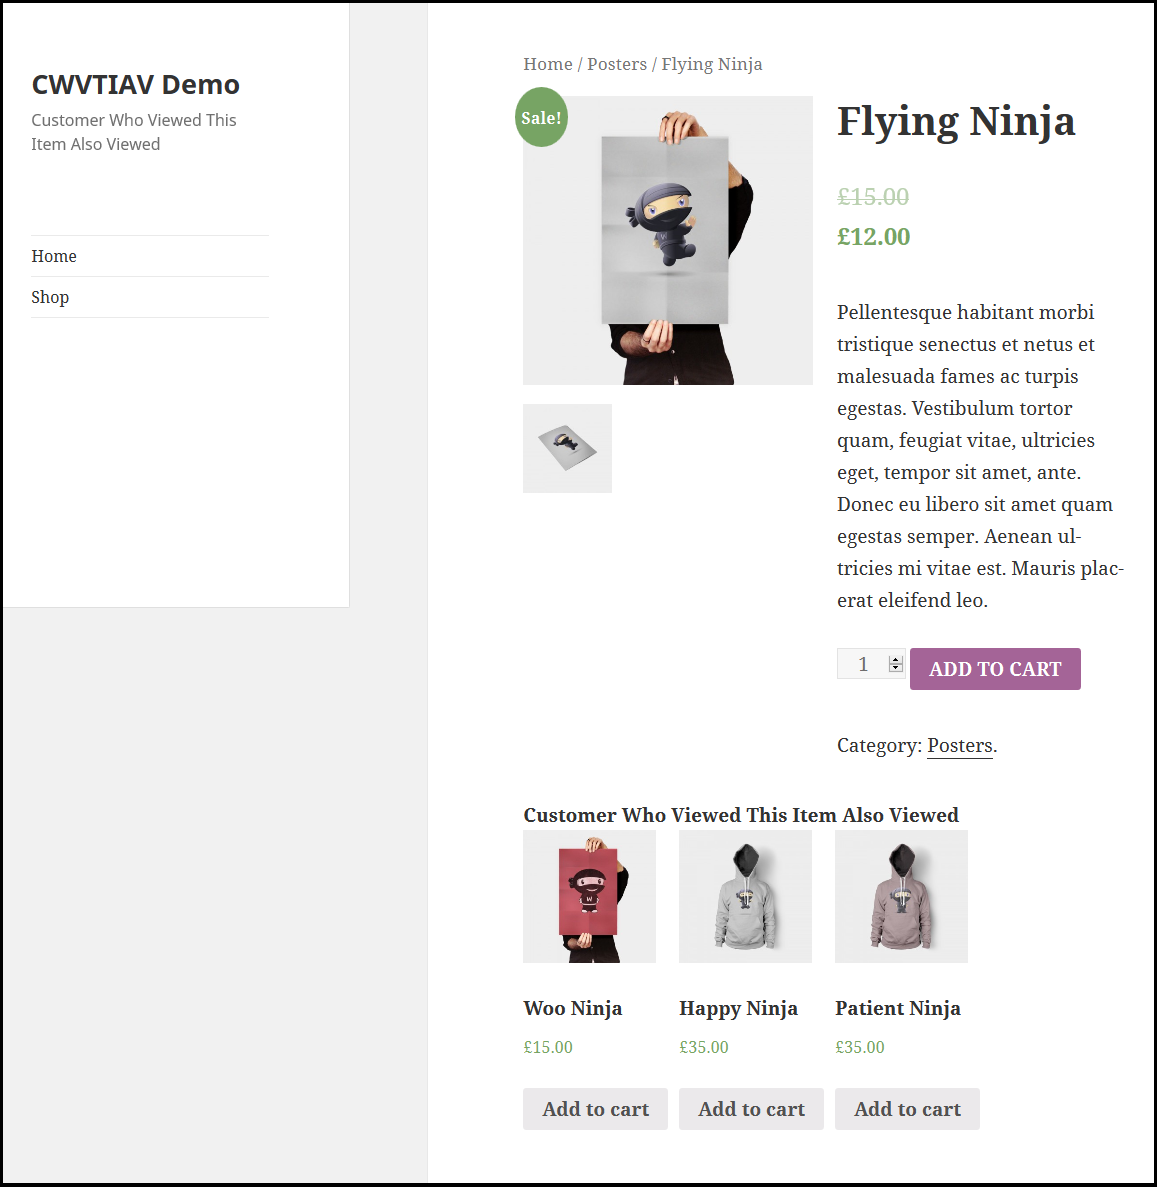 CWVTIAV Demo
Customer Who Viewed This
Item Also Viewed
Home
Shop
Home / Posters / Flying Ninja
Sale!
W
Flying Ninja
£15.00
£12.00
Pellentesque habitant morbi
tristique senectus et netus et
malesuada fames ac turpis
egestas. Vestibulum tortor
quam, feugiat vitae, ultricies
eget, tempor sit amet, ante.
Donec eu libero sit amet quam
egestas semper. Aenean ul-
tricies mi vitae est. Mauris plac-
erat eleifend leo.
1
ADD TO CART
Category: Posters.
Customer Who Viewed This Item Also Viewed
W
Woo Ninja
£15.00
Add to cart
Happy Ninja
£35.00
Add to cart
Patient Ninja
£35.00
Add to cart